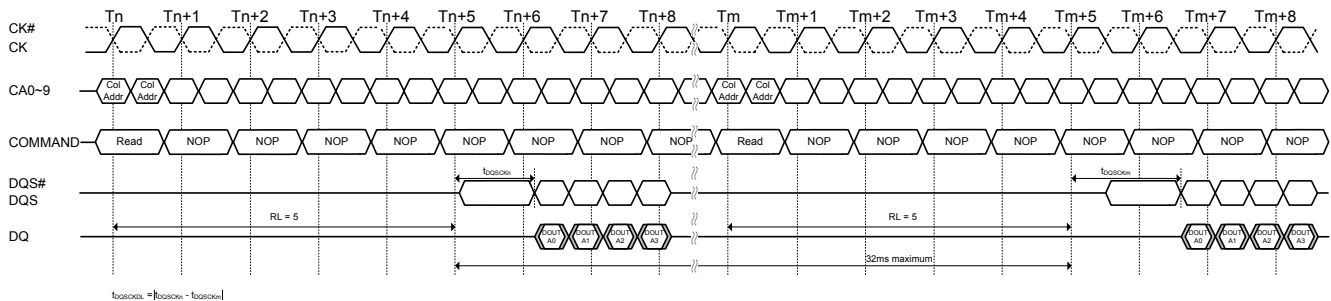 Tn Tn+1 Tn+2 Tn+3 Tn+4 Tn+5 Tn+6 Tn+7 Tn+8 Tm Tm+1 Tm+2 Tm+3 Tm+4 Tm+5 Tm+6 Tm+7 Tm+8
CK#
CK
CA0~9 Col Addr Col Addr Col Addr Col Addr
COMMAND Read NOP NOP NOP NOP NOP NOP NOP NOP Read NOP NOP NOP NOP NOP NOP NOP NOP
tDQSCKn tDQSCKm
DQS#
DQS
RL = 5 RL = 5
DQ DOUT A0 DOUT A1 DOUT A2 DOUT A3 DOUT A0 DOUT A1 DOUT A2 DOUT A3
32ms maximum
tDQSCKDL = |tDQSCKn - tDQSCKm|